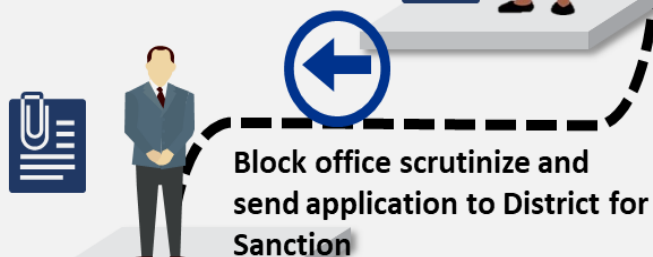 Block office scrutinize and
send application to District for
Sanction